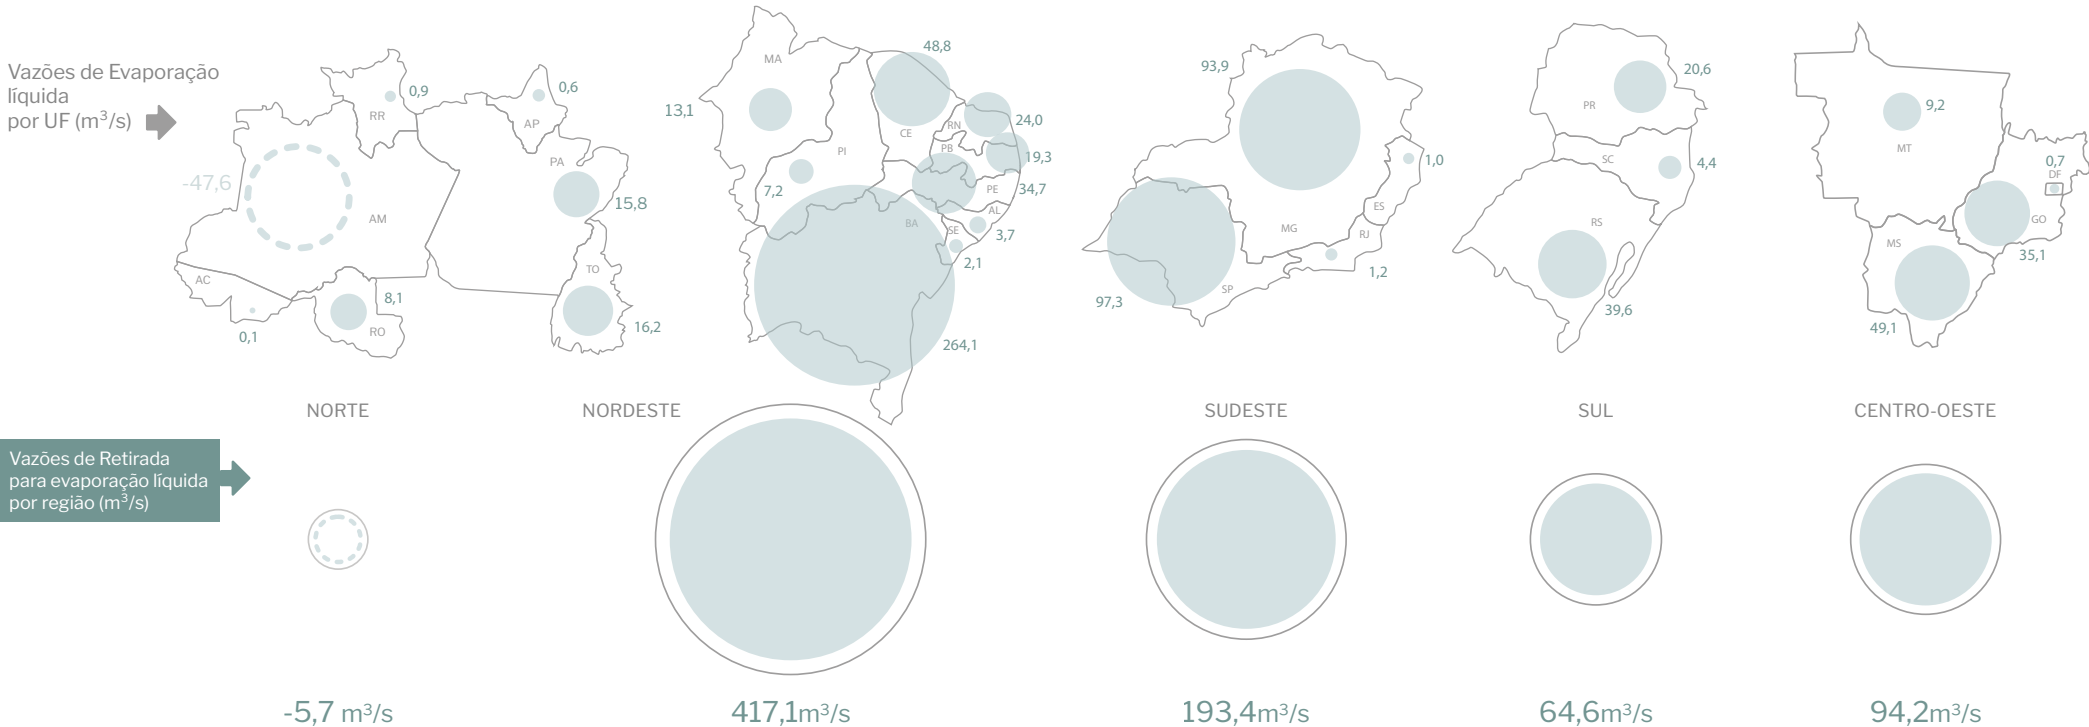 Vazões de Evaporação
líquida
por UF (m³/s)
-47,6
RR
0,9
AP
0,6
PA
15,8
AM
AC
0,1
8,1
RO
TO
16,2
MA
13,1
PI
7,2
48,8
CE
RN
24,0
PB
19,3
PE
34,7
AL
3,7
SE
2,1
BA
264,1
93,9
MG
1,0
ES
RJ
1,2
SP
97,3
20,6
PR
SC
4,4
RS
39,6
9,2
MT
0,7
DF
GO
35,1
MS
49,1
NORTE
NORDESTE
SUDESTE
SUL
CENTRO-OESTE
Vazões de Retirada
para evaporação líquida
por região (m³/s)
-5,7 m³/s
417,1m³/s
193,4m³/s
64,6m³/s
94,2m³/s